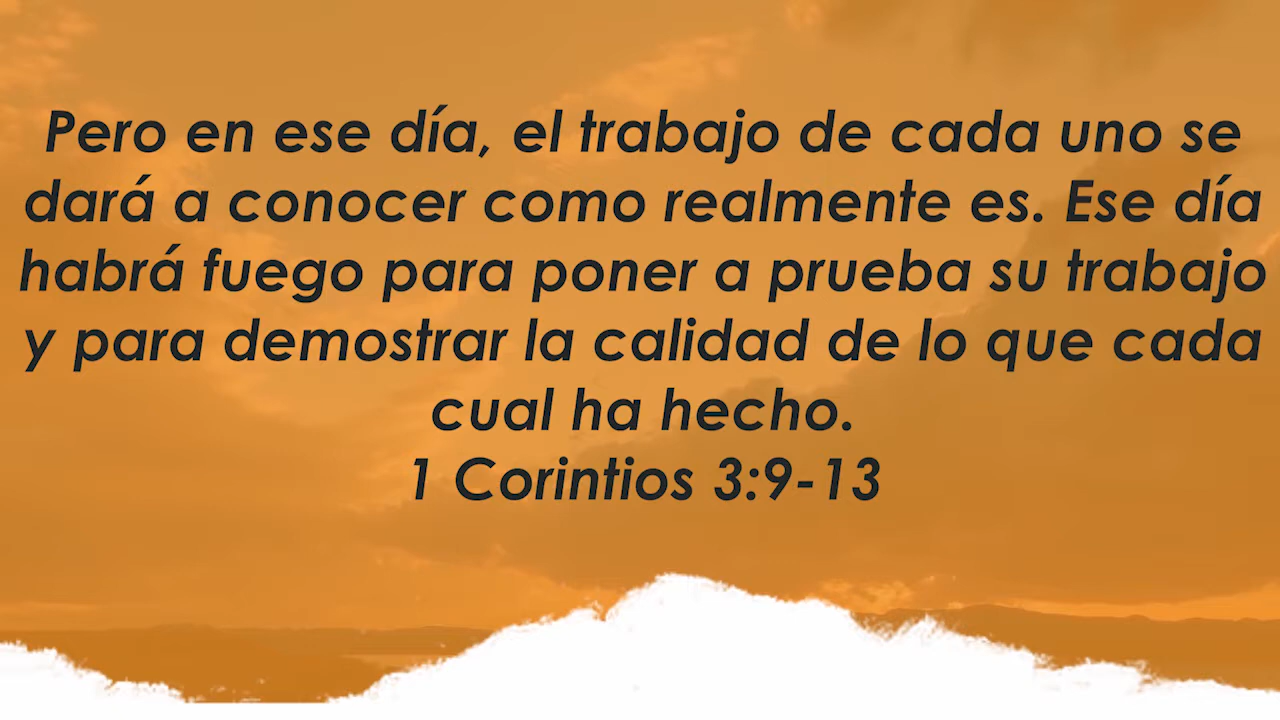 Pero en ese día, el trabajo de cada uno se
dará a conocer como realmente es. Ese día
habrá fuego para poner a prueba su trabajo
y para demostrar la calidad de lo que cada
cual ha hecho.
1 Corintios 3:9-13